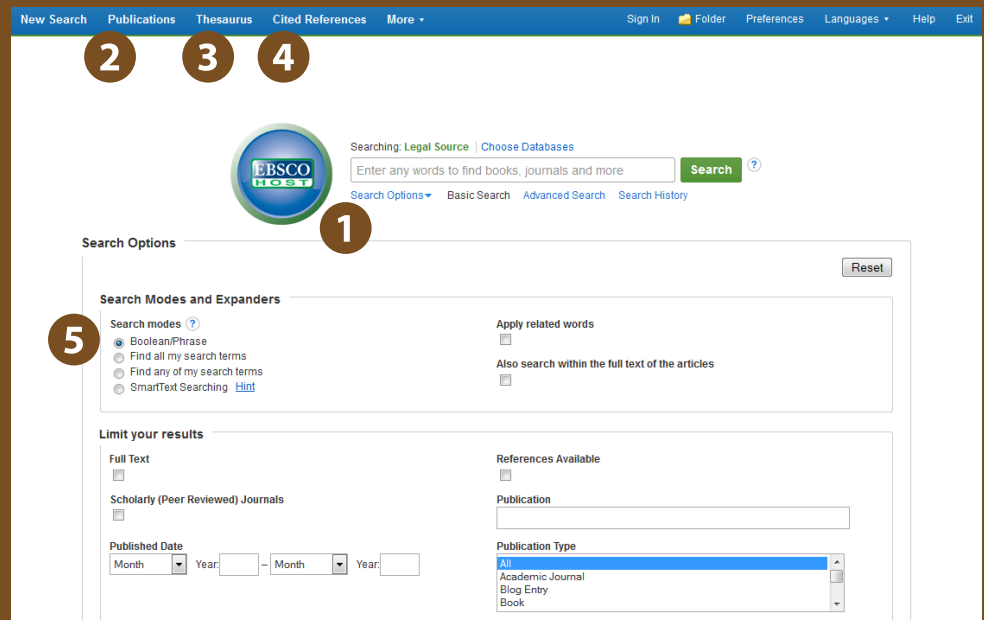 New Search Publications Thesaurus Cited References More Sign In Folder Preferences Languages Help Exit
2 3 4
Searching: Legal Source | Choose Databases
EBSCO
HOST
Enter any words to find books, journals and more Search ?
Search Options Basic Search Advanced Search Search History
1
Search Options
Reset
Search Modes and Expanders
5
Search modes ?
Boolean/Phrase
Find all my search terms
Find any of my search terms
SmartText Searching Hint
Apply related words
Also search within the full text of the articles
Limit your results
Full Text
References Available
Scholarly (Peer Reviewed) Journals
Publication
Published Date
Month Year: – Month Year:
Publication Type
All
Academic Journal
Blog Entry
Book